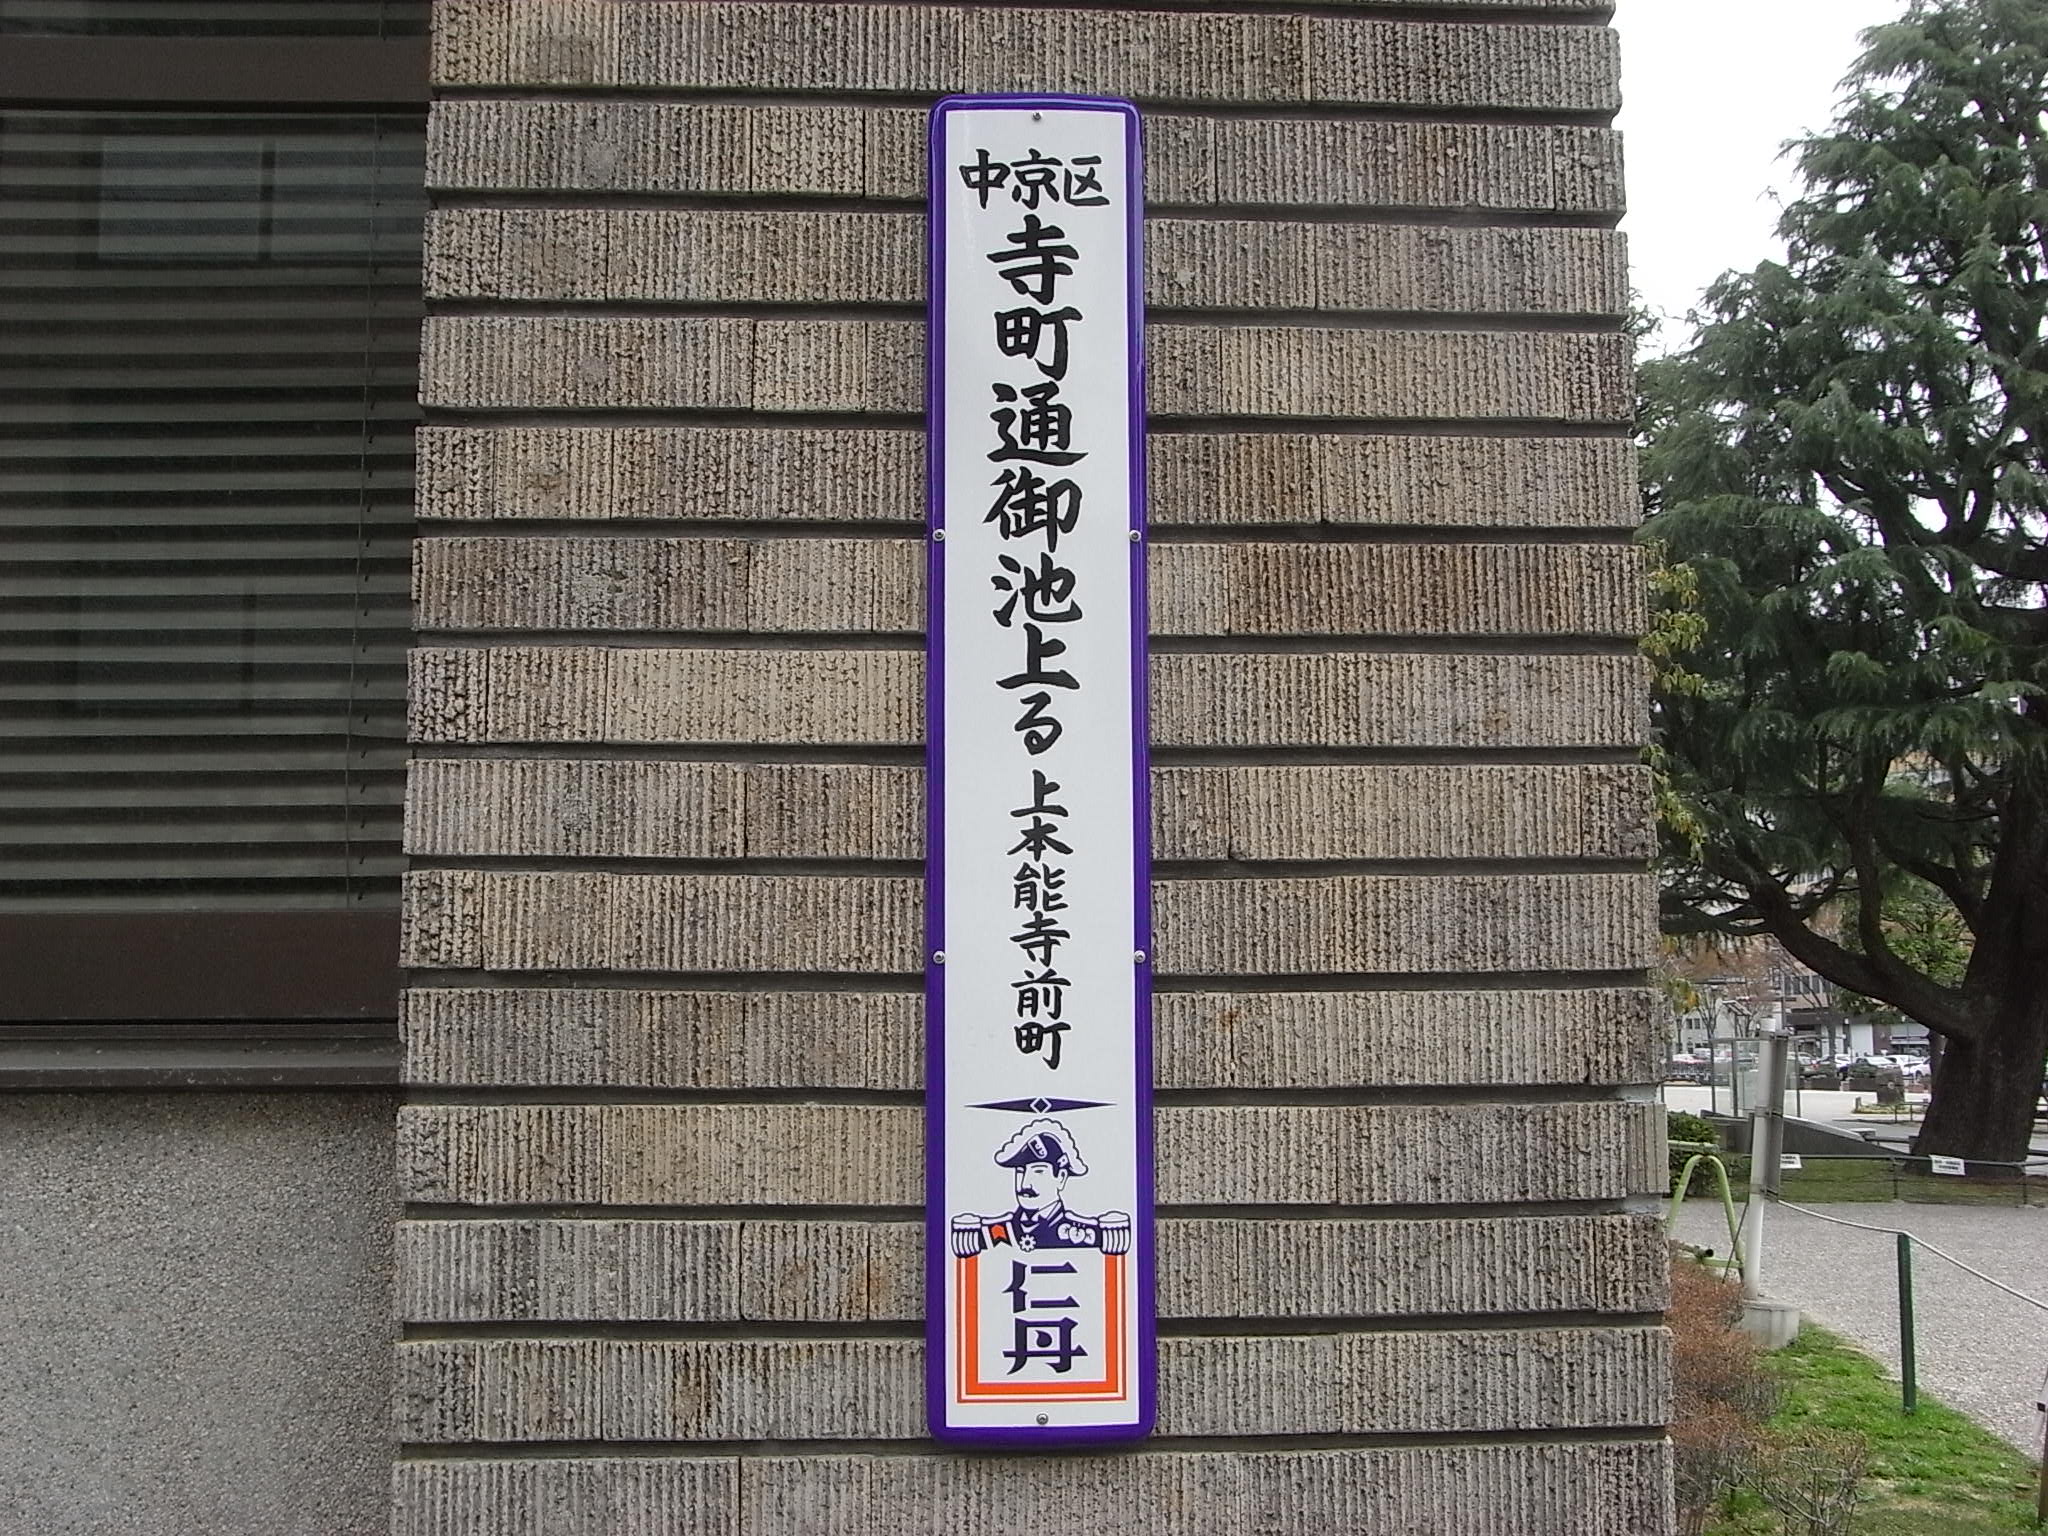 中京区
寺町通御池上る
上本能寺前町
仁丹